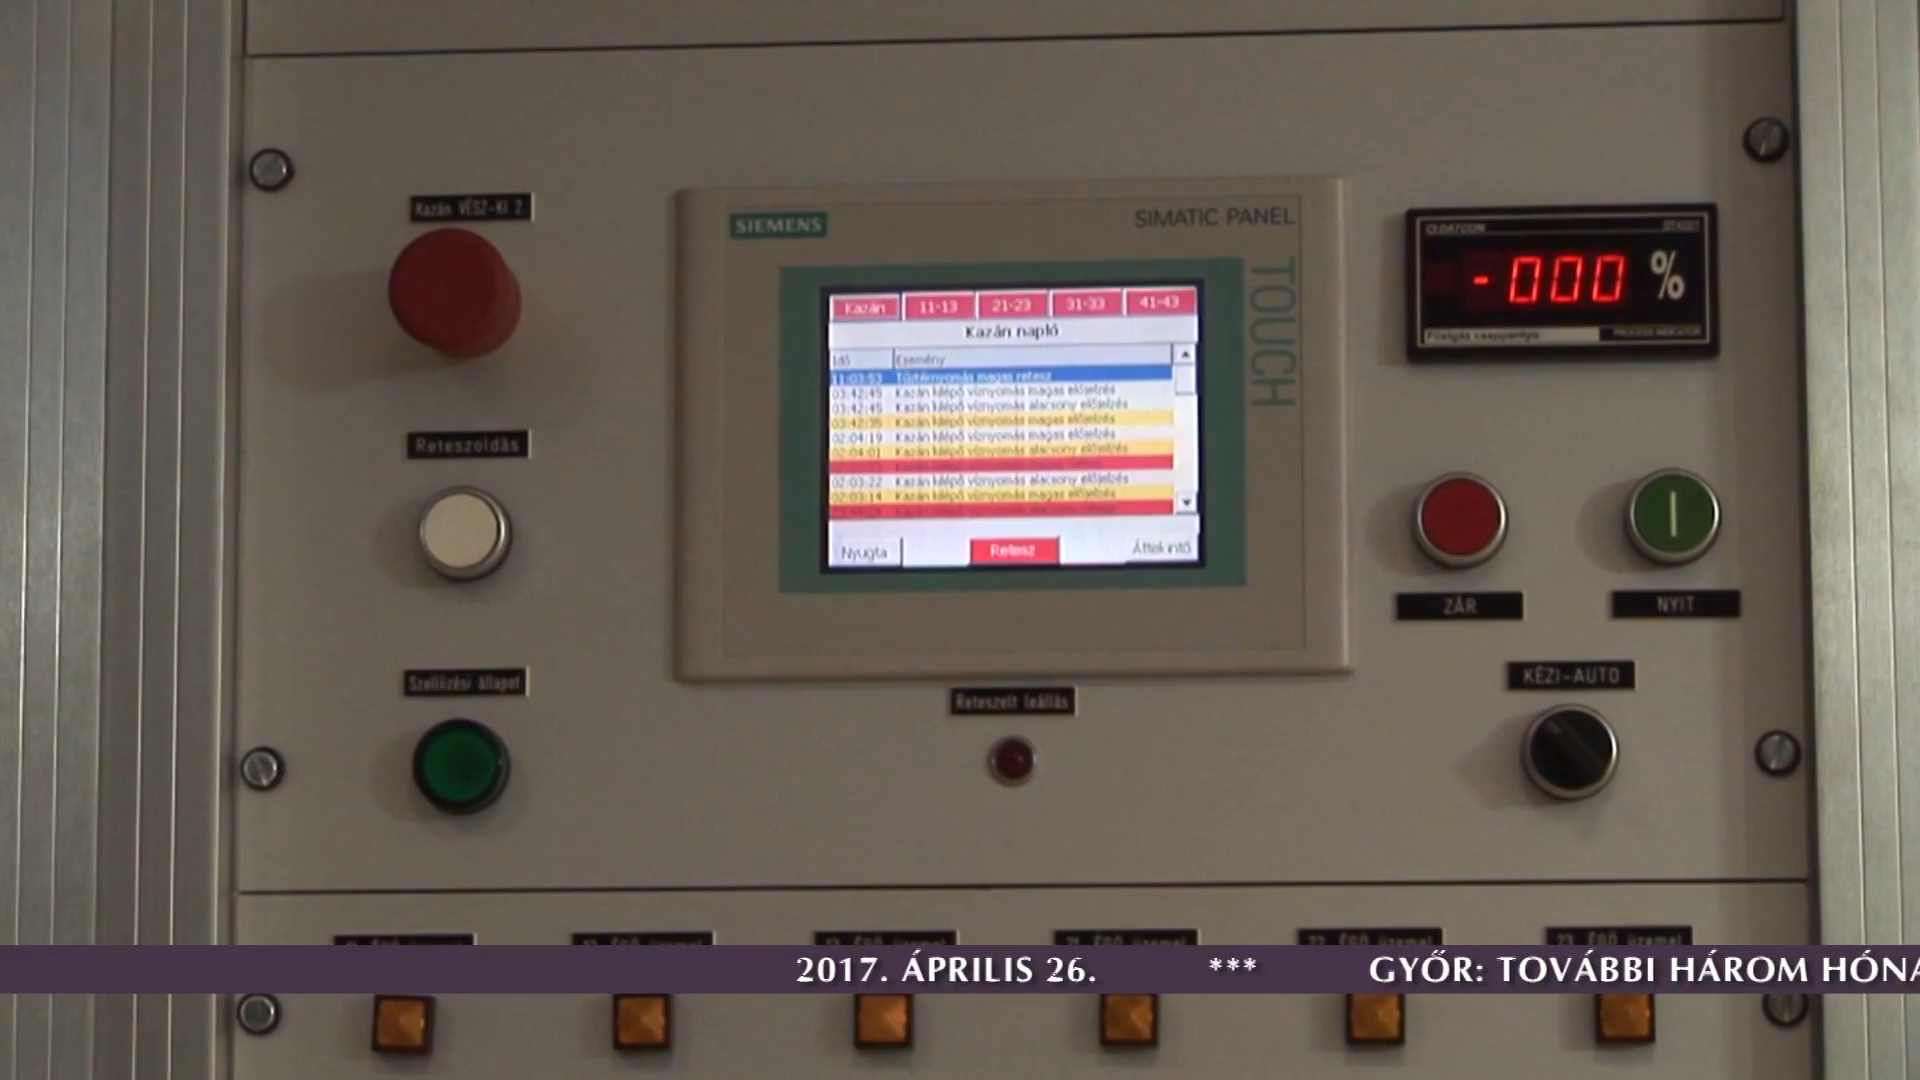 Kazán VÉSZ-KI 2
SIEMENS
SIMATIC PANEL
TOUCH
DATCON
-000 %
PROCESS INDICATOR
Kazán 11-13 21-23 31-33 41-43
Kazán napló
Idő Esemény
11:03:53 Tűztérnyomás magas retesz
03:42:45 Kazán kilépő víznyomás magas előjelzés
03:42:45 Kazán kilépő víznyomás alacsony előjelzés
03:42:35 Kazán kilépő víznyomás magas előjelzés
02:04:19 Kazán kilépő víznyomás magas előjelzés
02:04:01 Kazán kilépő víznyomás alacsony előjelzés
02:03:22 Kazán kilépő víznyomás alacsony előjelzés
02:03:14 Kazán kilépő víznyomás magas előjelzés
Nyugta Retesz Áttekintő
Reteszoldás
ZÁR
NYIT
Szellőzési állapot
Reteszelt leállás
KÉZI-AUTO
2017. ÁPRILIS 26. *** GYŐR: TOVÁBBI HÁROM HÓNA